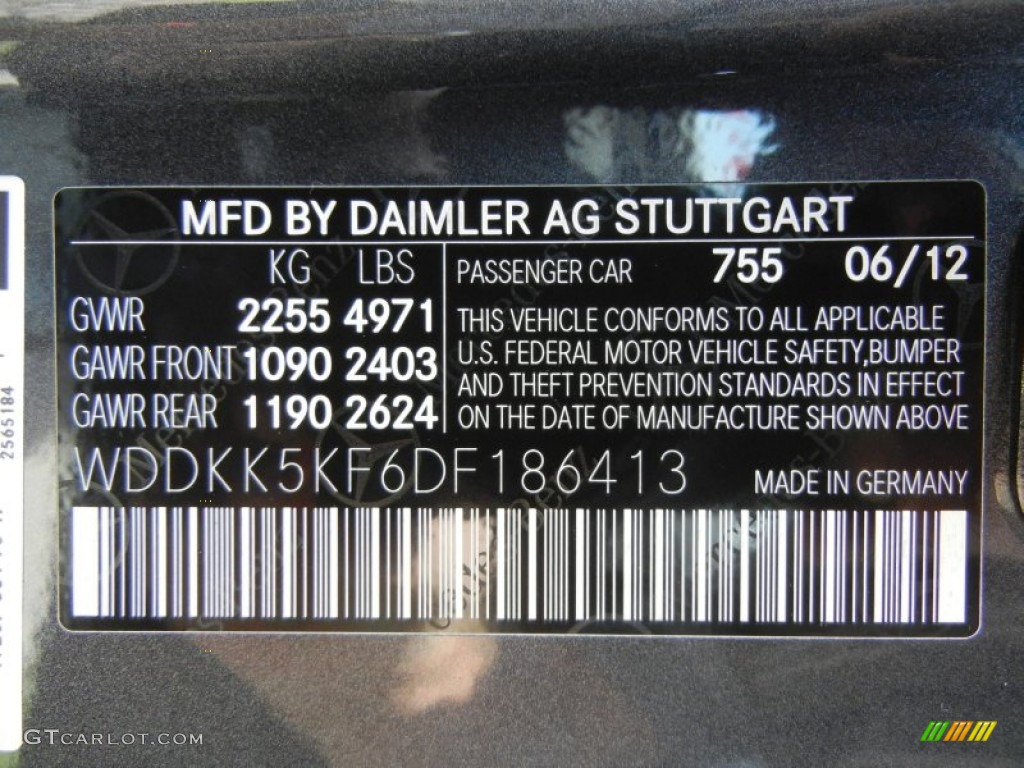 MFD BY DAIMLER AG STUTTGART
KG LBS
GVWR 2255 4971
GAWR FRONT 1090 2403
GAWR REAR 1190 2624
PASSENGER CAR 755 06/12
THIS VEHICLE CONFORMS TO ALL APPLICABLE
U.S. FEDERAL MOTOR VEHICLE SAFETY,BUMPER
AND THEFT PREVENTION STANDARDS IN EFFECT
ON THE DATE OF MANUFACTURE SHOWN ABOVE
WDDKK5KF6DF186413 MADE IN GERMANY
2565184
GTCARLOT.COM